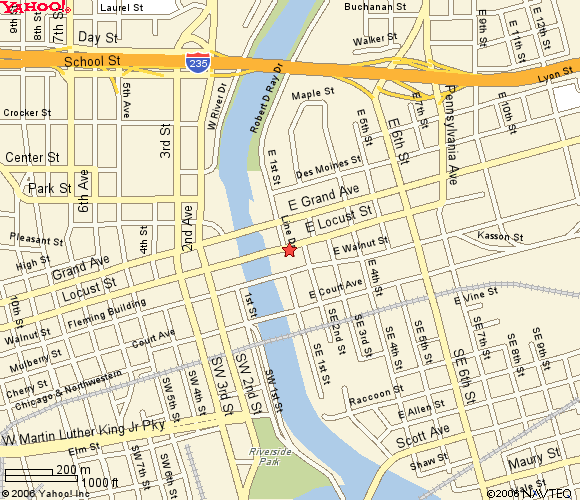 YAHOO!
9th St
8th St
7th St
Laurel St
Day St
School St
235
5th Ave
Crocker St
Center St
Park St
6th Ave
3rd St
W River Dr
Robert D Ray Dr
Buchanan St
Walker St
E 9th St
E 12th St
E 11th St
Lyon St
Maple St
E 5th St
E 6th St
E 7th St
Pennsylvania Ave
E 10th St
Des Moines St
E 1st St
E Grand Ave
E Locust St
Line Dr
E Walnut St
Kasson St
Pleasant St
High St
4th St
2nd Ave
Grand Ave
Locust St
10th St
Walnut St
Fleming Building
1st St
E Court Ave
E 4th St
E Vine St
Mulberry St
Court Ave
Cherry St
Chicago & Northwestern
SE 1st St
SE 2nd St
SE 3rd St
SE 4th St
SE 6th St
SE 7th St
SE 8th St
SE 9th St
SW 5th St
SW 4th St
SW 3rd St
SW 2nd St
SW 1st St
Raccoon St
E Allen St
Scott Ave
W Martin Luther King Jr Pky
Elm St
SW 7th St
SW 6th St
Riverside Park
Shaw St
Maury St
Dale St
200 m
1000 ft
© 2006 Yahoo! Inc
©2006 NAVTEQ